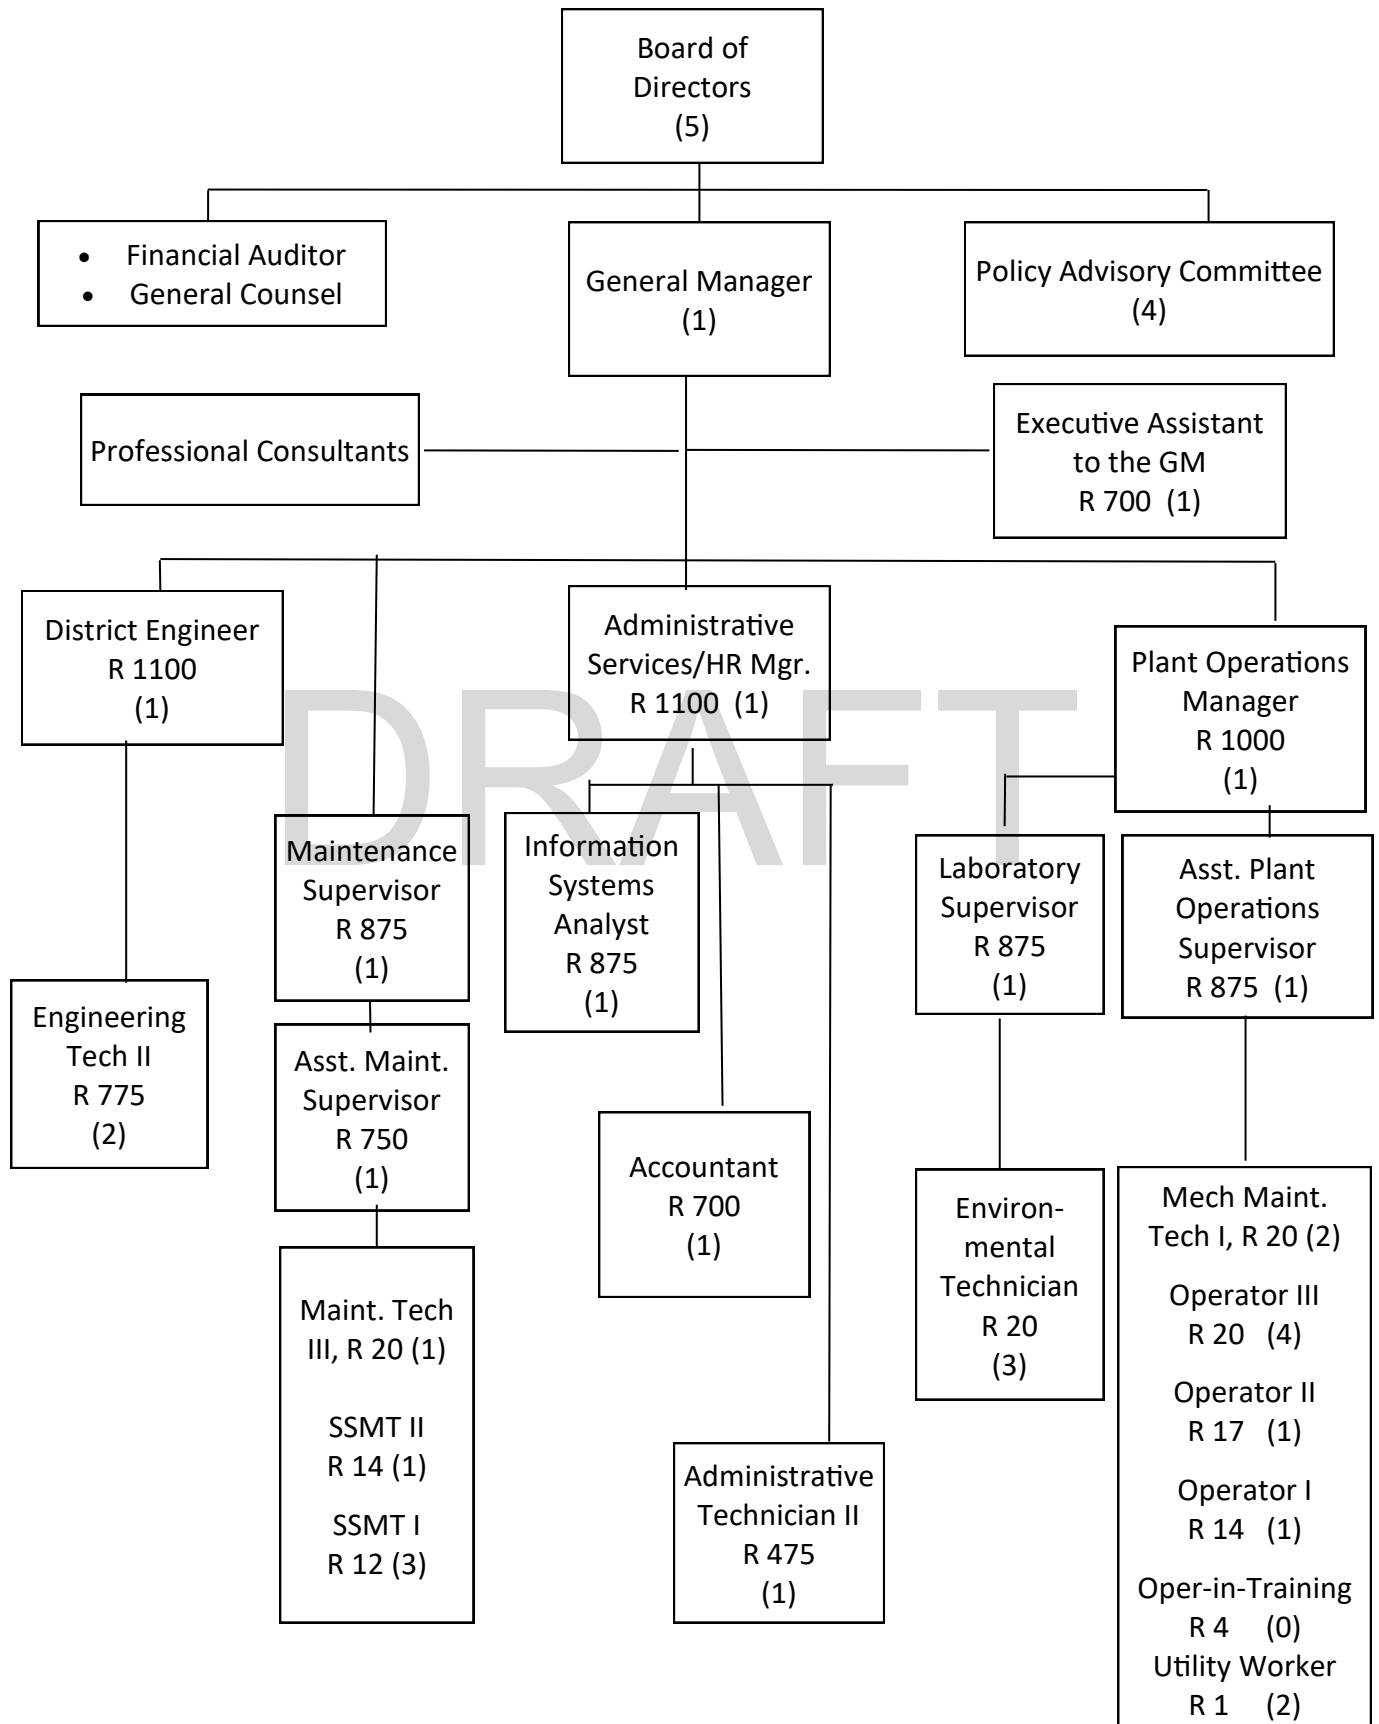 Board of
Directors
(5)
• Financial Auditor
• General Counsel
General Manager
(1)
Policy Advisory Committee
(4)
Professional Consultants
Executive Assistant
to the GM
R 700 (1)
District Engineer
R 1100
(1)
Administrative
Services/HR Mgr.
R 1100 (1)
Plant Operations
Manager
R 1000
(1)
DRAFT
Maintenance
Supervisor
R 875
(1)
Information
Systems
Analyst
R 875
(1)
Laboratory
Supervisor
R 875
(1)
Asst. Plant
Operations
Supervisor
R 875 (1)
Engineering
Tech II
R 775
(2)
Asst. Maint.
Supervisor
R 750
(1)
Accountant
R 700
(1)
Environ-
mental
Technician
R 20
(3)
Mech Maint.
Tech I, R 20 (2)
Operator III
R 20 (4)
Operator II
R 17 (1)
Operator I
R 14 (1)
Oper-in-Training
R 4 (0)
Utility Worker
R 1 (2)
Maint. Tech
III, R 20 (1)
SSMT II
R 14 (1)
SSMT I
R 12 (3)
Administrative
Technician II
R 475
(1)